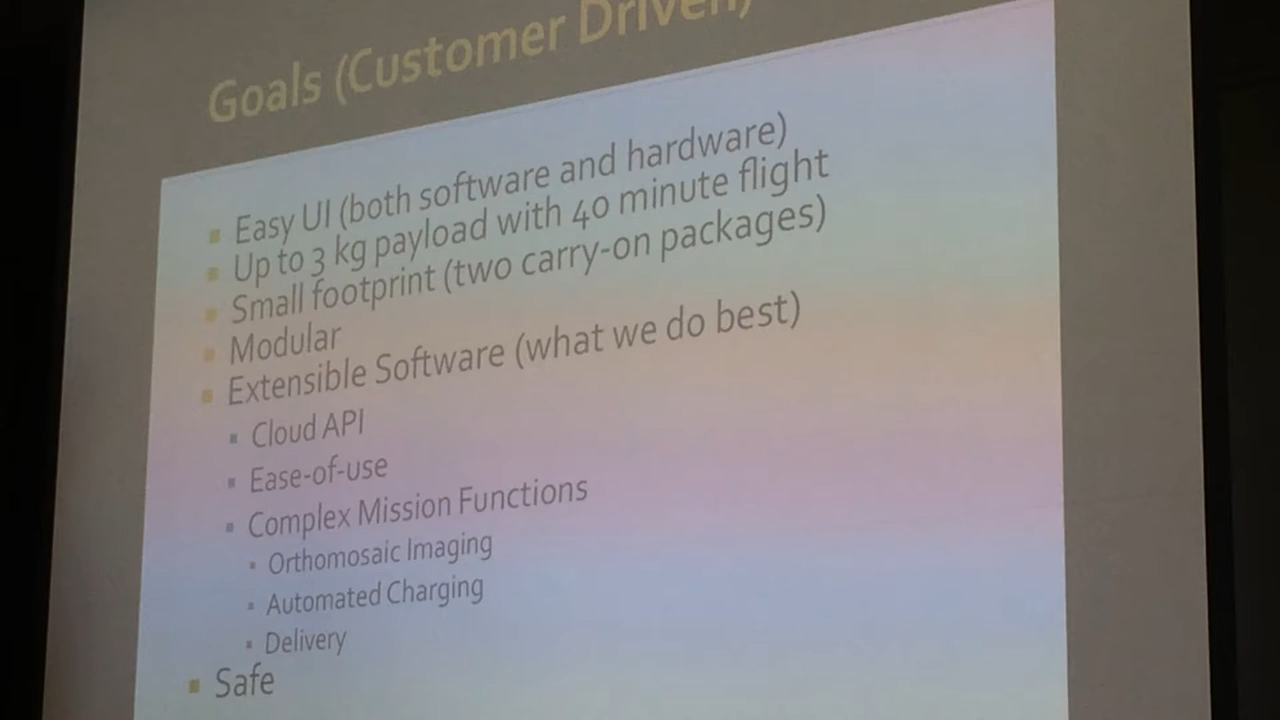 Goals (Customer Driven)
Easy UI (both software and hardware)
Up to 3 kg payload with 40 minute flight
Small footprint (two carry-on packages)
Modular
Extensible Software (what we do best)
Cloud API
Ease-of-use
Complex Mission Functions
Orthomosaic Imaging
Automated Charging
Delivery
Safe